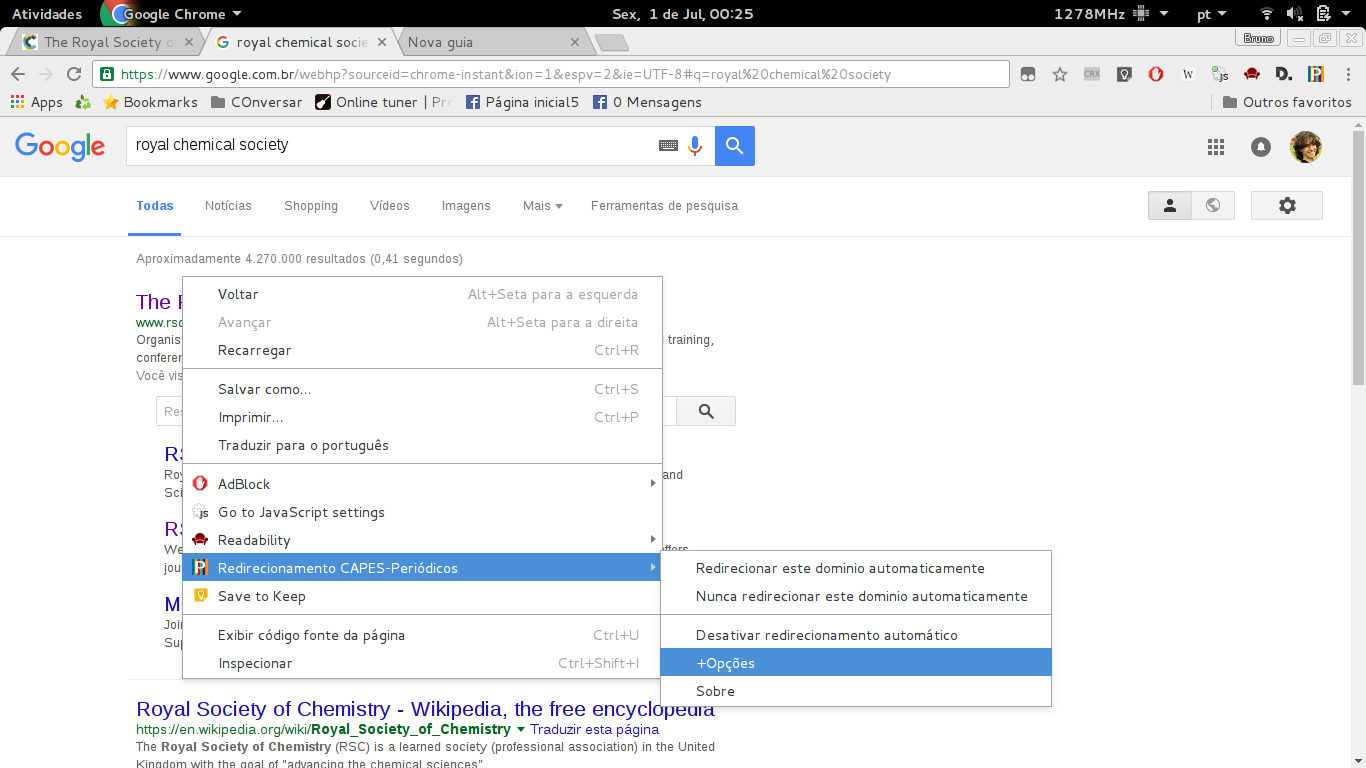 Atividades Google Chrome Sex, 1 de Jul, 00:25 1278MHz pt
The Royal Society o royal chemical socie Nova guia Bruno
https://www.google.com.br/webhp?sourceid=chrome-instant&ion=1&espv=2&ie=UTF-8#q=royal%20chemical%20society CRX W js D.
Apps Bookmarks COnversar Online tuner | Pro Página inicial5 0 Mensagens Outros favoritos
Google royal chemical society
Todas Notícias Shopping Vídeos Imagens Mais Ferramentas de pesquisa
Aproximadamente 4.270.000 resultados (0,41 segundos)
Voltar Alt+Seta para a esquerda
The R
Avançar Alt+Seta para a direita
www.rsc
Organis training,
Recarregar Ctrl+R
conferen
Você vis
Salvar como... Ctrl+S
Res
Imprimir... Ctrl+P
Traduzir para o português
RS
Roy and
AdBlock
Sci
Go to JavaScript settings
js
RS
Readability
We offers
jou
Redirecionamento CAPES-Periódicos
Redirecionar este dominio automaticamente
Save to Keep
Nunca redirecionar este dominio automaticamente
M
Join
Exibir código fonte da página Ctrl+U
Desativar redirecionamento automático
Sup
Inspecionar Ctrl+Shift+I
+Opções
Sobre
Royal Society of Chemistry - Wikipedia, the free encyclopedia
https://en.wikipedia.org/wiki/Royal_Society_of_Chemistry Traduzir esta página
The Royal Society of Chemistry (RSC) is a learned society (professional association) in the United
Kingdom with the goal of "advancing the chemical sciences"